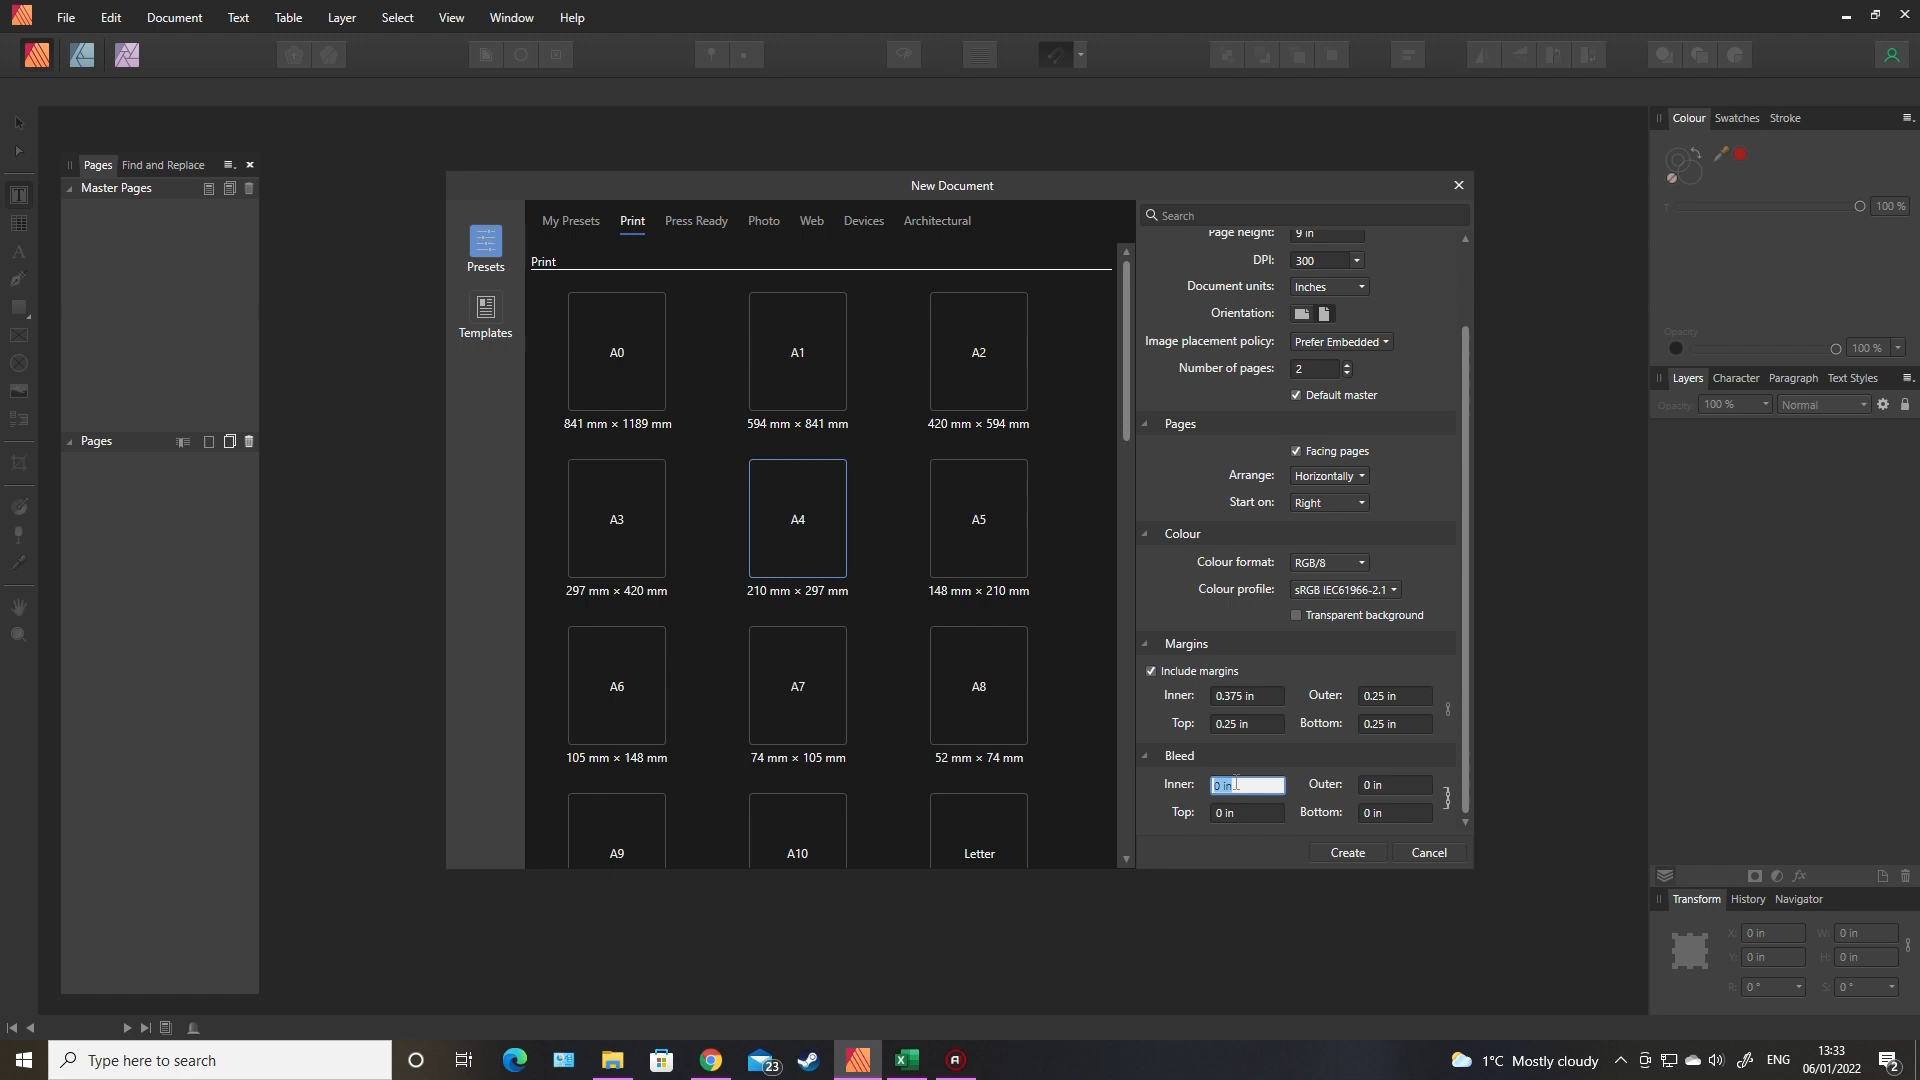 File Edit Document Text Table Layer Select View Window Help
Pages Find and Replace
Master Pages
Pages
New Document
Presets
Templates
My Presets Print Press Ready Photo Web Devices Architectural
Print
A0 A1 A2
841 mm × 1189 mm 594 mm × 841 mm 420 mm × 594 mm
A3 A4 A5
297 mm × 420 mm 210 mm × 297 mm 148 mm × 210 mm
A6 A7 A8
105 mm × 148 mm 74 mm × 105 mm 52 mm × 74 mm
A9 A10 Letter
Search
Page height: 9 in
DPI: 300
Document units: Inches
Orientation:
Image placement policy: Prefer Embedded
Number of pages: 2
Default master
Pages
Facing pages
Arrange: Horizontally
Start on: Right
Colour
Colour format: RGB/8
Colour profile: sRGB IEC61966-2.1
Transparent background
Margins
Include margins
Inner: 0.375 in Outer: 0.25 in
Top: 0.25 in Bottom: 0.25 in
Bleed
Inner: 0 in Outer: 0 in
Top: 0 in Bottom: 0 in
Create Cancel
Colour Swatches Stroke
T 100 %
Opacity
100 %
Layers Character Paragraph Text Styles
Opacity: 100 % Normal
Transform History Navigator
X: 0 in W: 0 in
Y: 0 in H: 0 in
R: 0 ° S: 0 °
Type here to search
23
1°C Mostly cloudy
ENG
13:33
06/01/2022
2